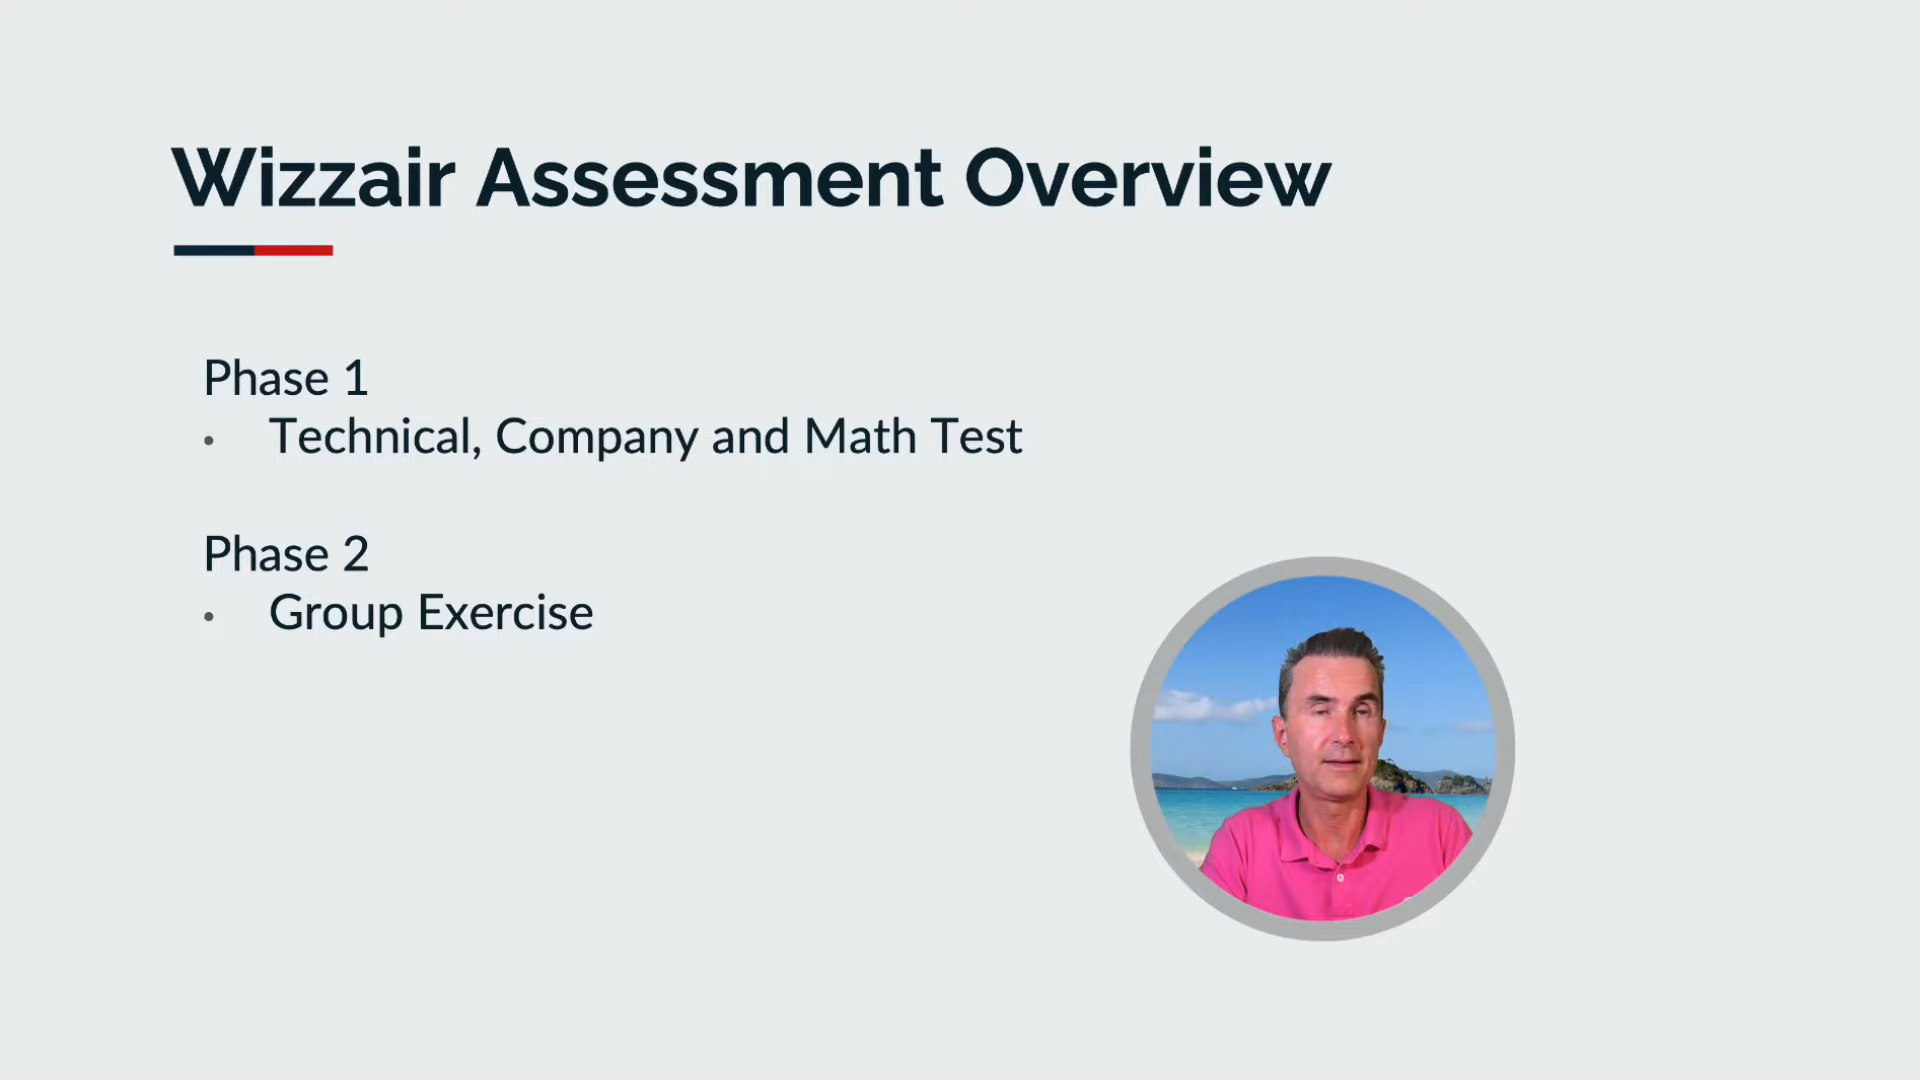 Wizzair Assessment Overview
Phase 1
• Technical, Company and Math Test
Phase 2
• Group Exercise